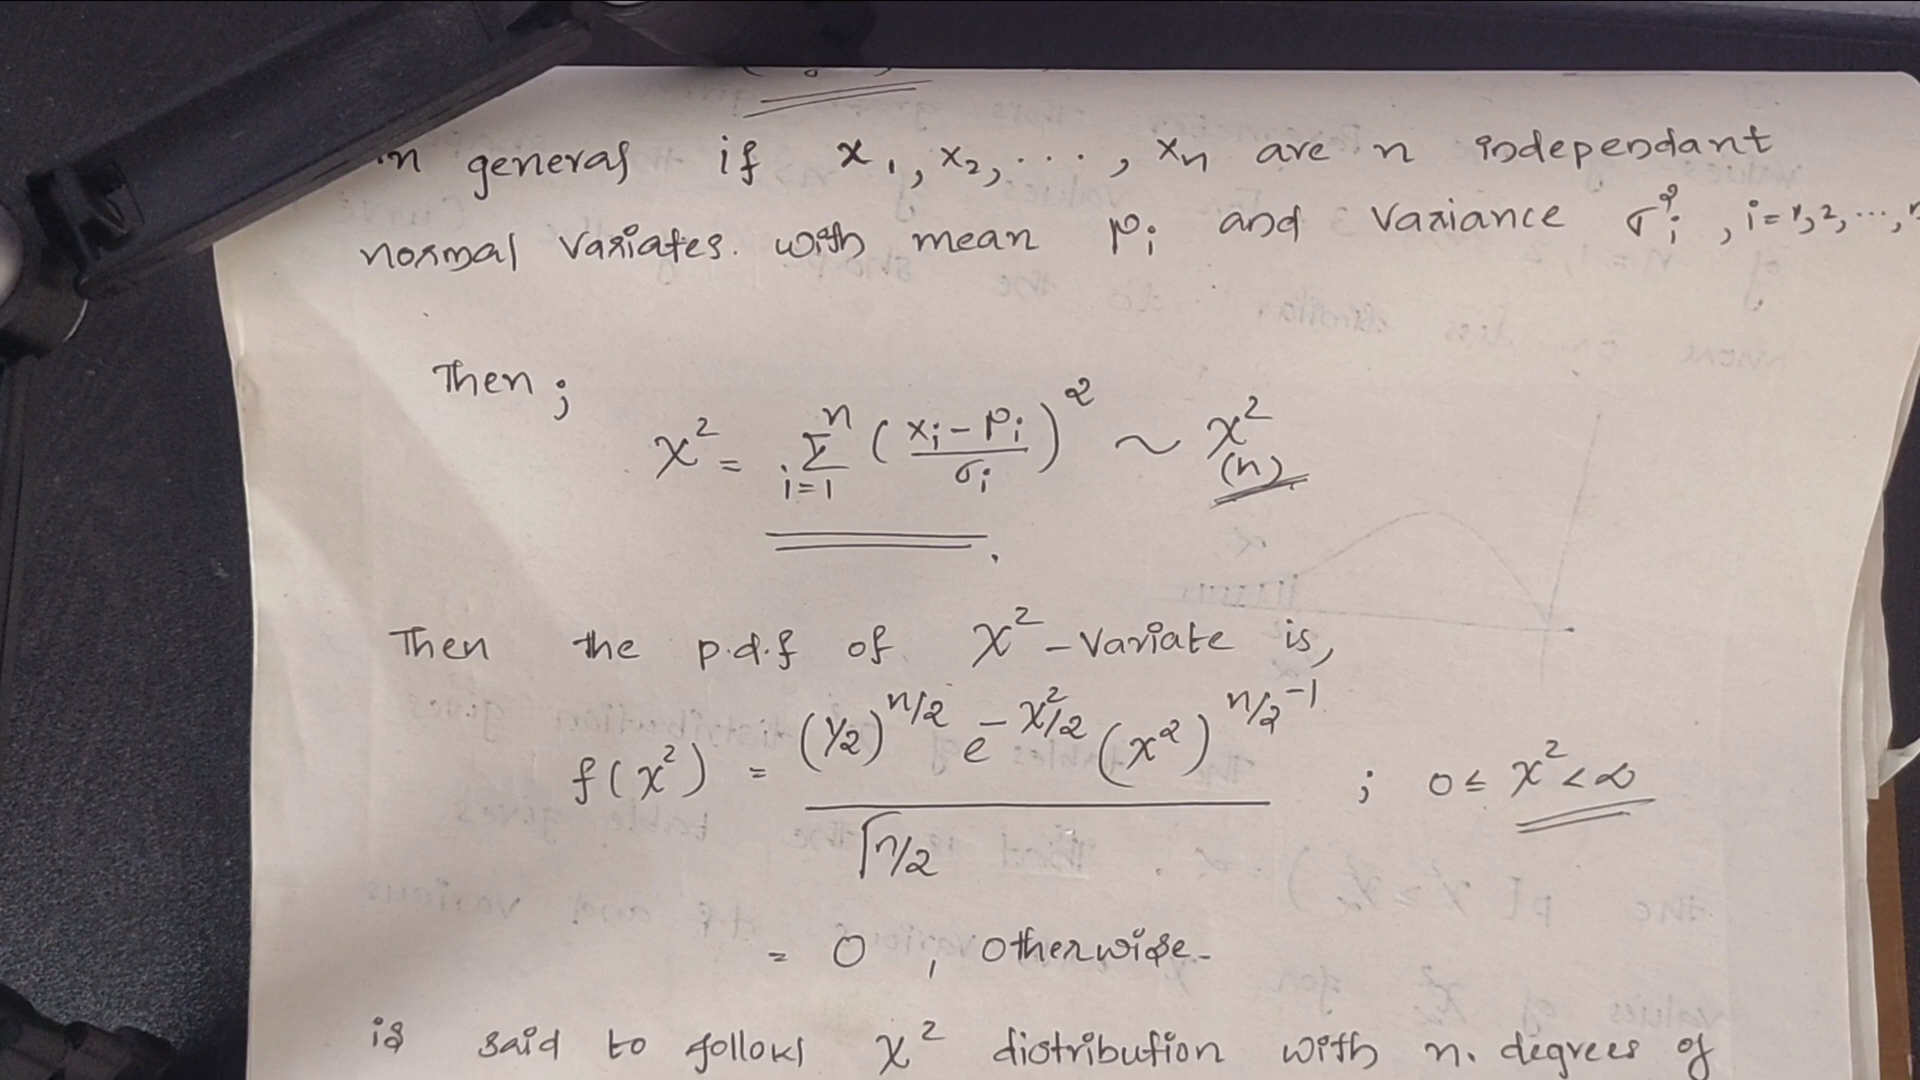 in general if x1, x2, ..., xn are n independant
normal variates. with mean μi and variance σi², i=1,2,...,n
Then ;
χ² = Σ i=1 n ( (xi - μi) / σi )² ~ χ²(n)
Then the p.d.f of χ² - variate is,
f(χ²) = (1/2)^n/2 e^-χ²/2 (χ²)^n/2 -1 / Γn/2 ; 0 ≤ χ² < ∞
= 0 , otherwise.
is said to follow χ² distribution with n. degrees of